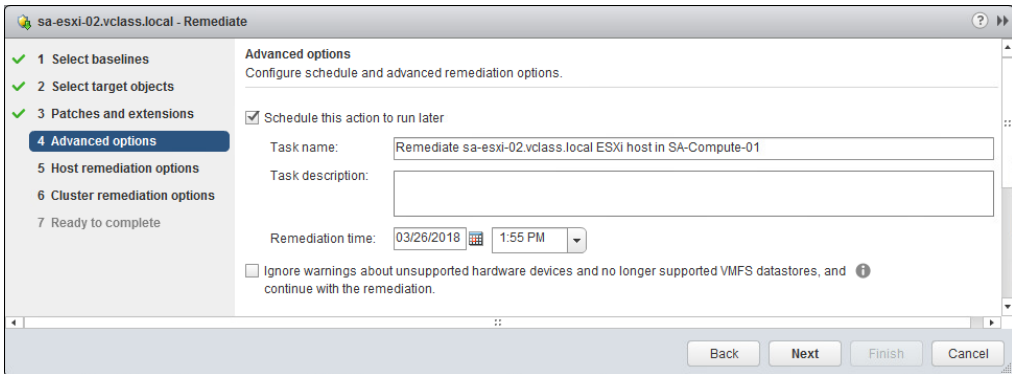 sa-esxi-02.vclass.local - Remediate
1 Select baselines
2 Select target objects
3 Patches and extensions
4 Advanced options
5 Host remediation options
6 Cluster remediation options
7 Ready to complete
Advanced options
Configure schedule and advanced remediation options.
Schedule this action to run later
Task name: Remediate sa-esxi-02.vclass.local ESXi host in SA-Compute-01
Task description:
Remediation time: 03/26/2018 1:55 PM
Ignore warnings about unsupported hardware devices and no longer supported VMFS datastores, and
continue with the remediation.
Back Next Finish Cancel